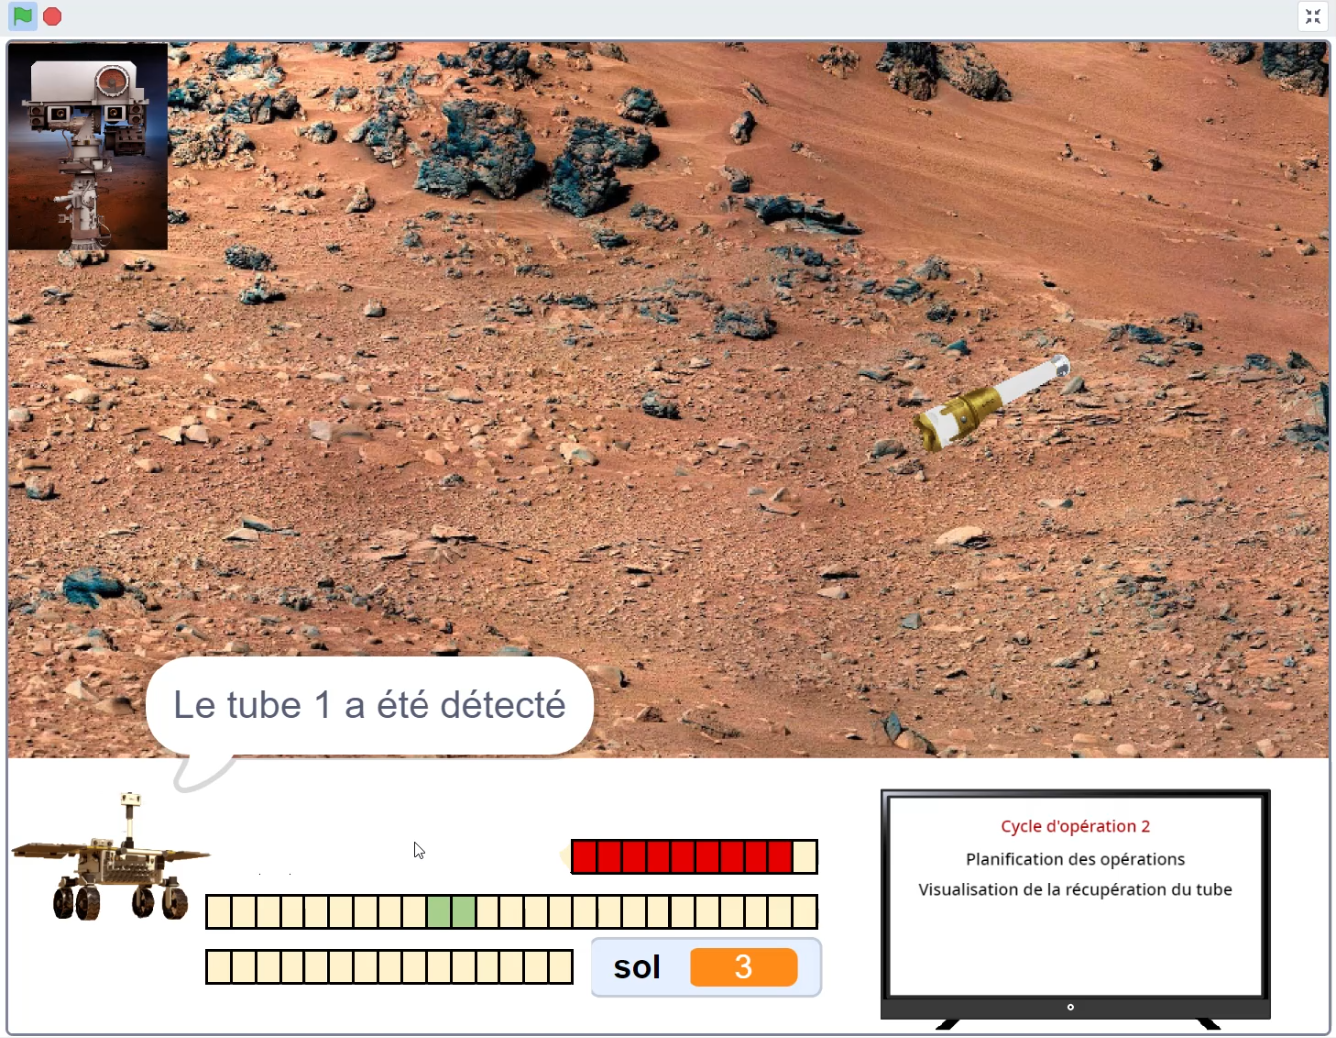 Le tube 1 a été détecté
Cycle d'opération 2
Planification des opérations
Visualisation de la récupération du tube
sol 3